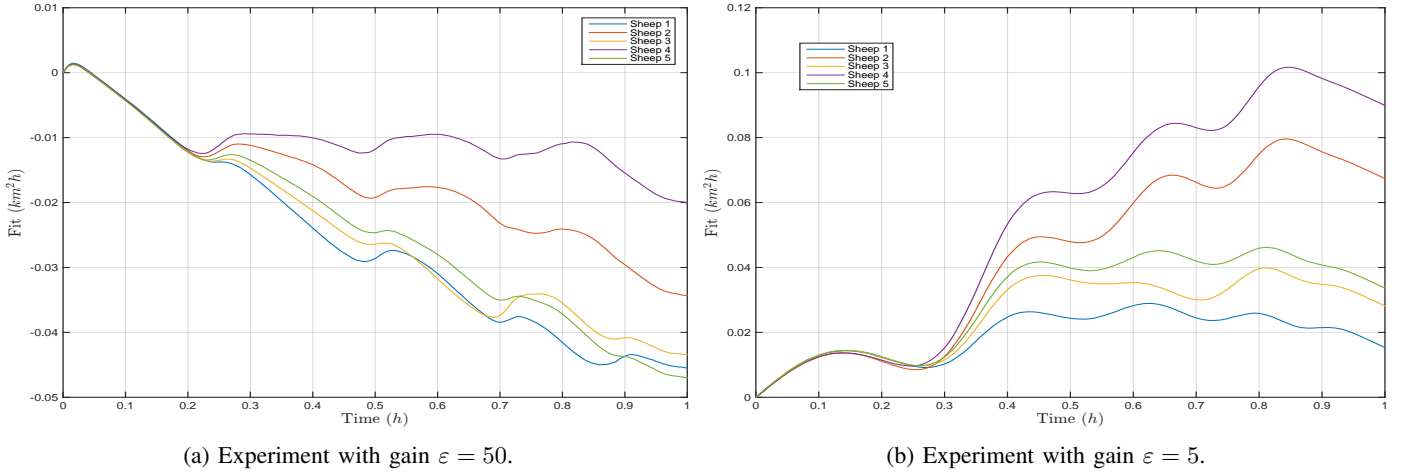 0.01
0
-0.01
-0.02
-0.03
-0.04
-0.05
Fit (km²h)
Sheep 1
Sheep 2
Sheep 3
Sheep 4
Sheep 5
0 0.1 0.2 0.3 0.4 0.5 0.6 0.7 0.8 0.9 1
Time (h)
(a) Experiment with gain ε = 50.
0.12
0.1
0.08
0.06
0.04
0.02
0
Fit (km²h)
Sheep 1
Sheep 2
Sheep 3
Sheep 4
Sheep 5
0 0.1 0.2 0.3 0.4 0.5 0.6 0.7 0.8 0.9 1
Time (h)
(b) Experiment with gain ε = 5.